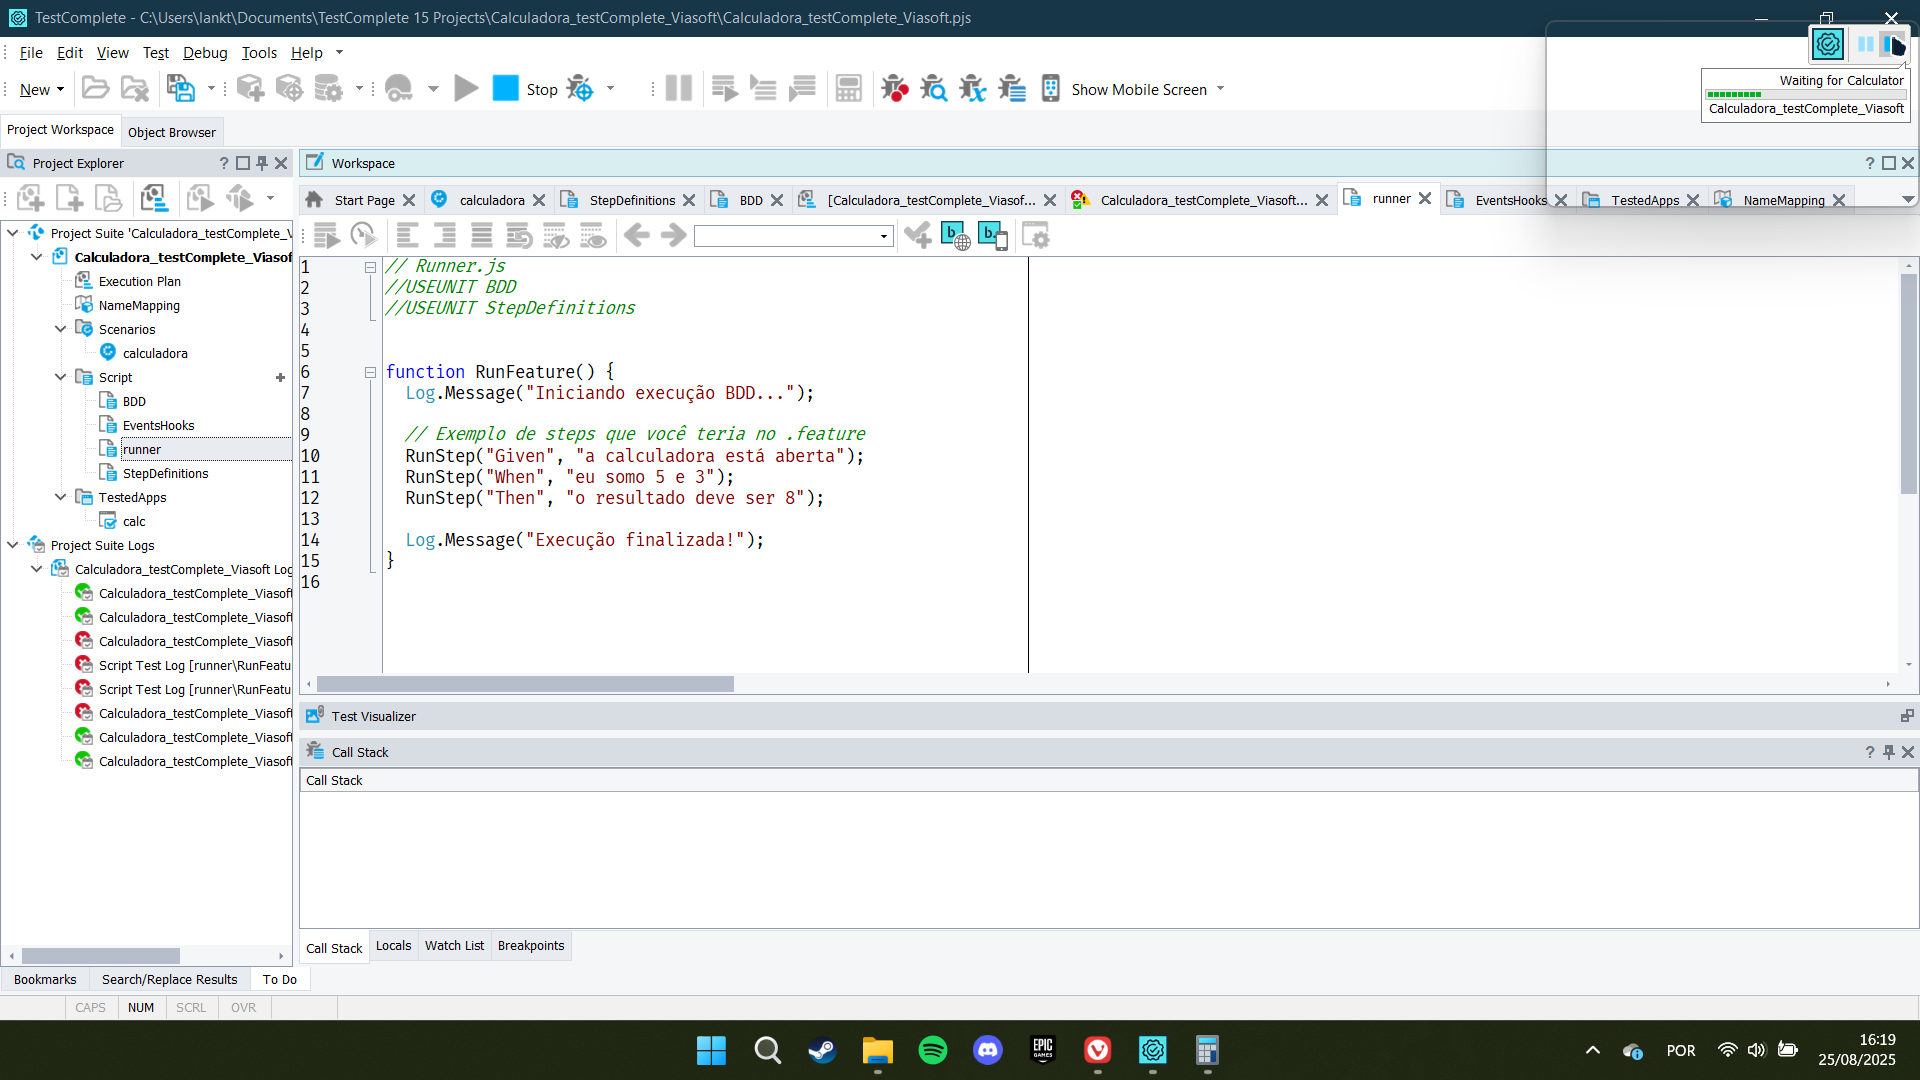 TestComplete - C:\Users\lankt\Documents\TestComplete 15 Projects\Calculadora_testComplete_Viasoft\Calculadora_testComplete_Viasoft.pjs
File Edit View Test Debug Tools Help
New Stop Show Mobile Screen
Waiting for Calculator
Calculadora_testComplete_Viasoft
Project Workspace Object Browser
Project Explorer
Workspace
Start Page calculadora StepDefinitions BDD [Calculadora_testComplete_Viasof... Calculadora_testComplete_Viasoft... runner EventsHooks TestedApps NameMapping
Project Suite 'Calculadora_testComplete_V
Calculadora_testComplete_Viasof
Execution Plan
NameMapping
Scenarios
calculadora
Script
BDD
EventsHooks
runner
StepDefinitions
TestedApps
calc
Project Suite Logs
Calculadora_testComplete_Viasoft Log
Calculadora_testComplete_Viasoft
Calculadora_testComplete_Viasoft
Calculadora_testComplete_Viasoft
Script Test Log [runner\RunFeatu
Script Test Log [runner\RunFeatu
Calculadora_testComplete_Viasoft
Calculadora_testComplete_Viasoft
Calculadora_testComplete_Viasoft
1 // Runner.js
2 //USEUNIT BDD
3 //USEUNIT StepDefinitions
4
5
6 function RunFeature() {
7 Log.Message("Iniciando execução BDD...");
8
9 // Exemplo de steps que você teria no .feature
10 RunStep("Given", "a calculadora está aberta");
11 RunStep("When", "eu somo 5 e 3");
12 RunStep("Then", "o resultado deve ser 8");
13
14 Log.Message("Execução finalizada!");
15 }
16
Test Visualizer
Call Stack
Call Stack
Call Stack Locals Watch List Breakpoints
Bookmarks Search/Replace Results To Do
CAPS NUM SCRL OVR
EPIC GAMES
POR
16:19
25/08/2025